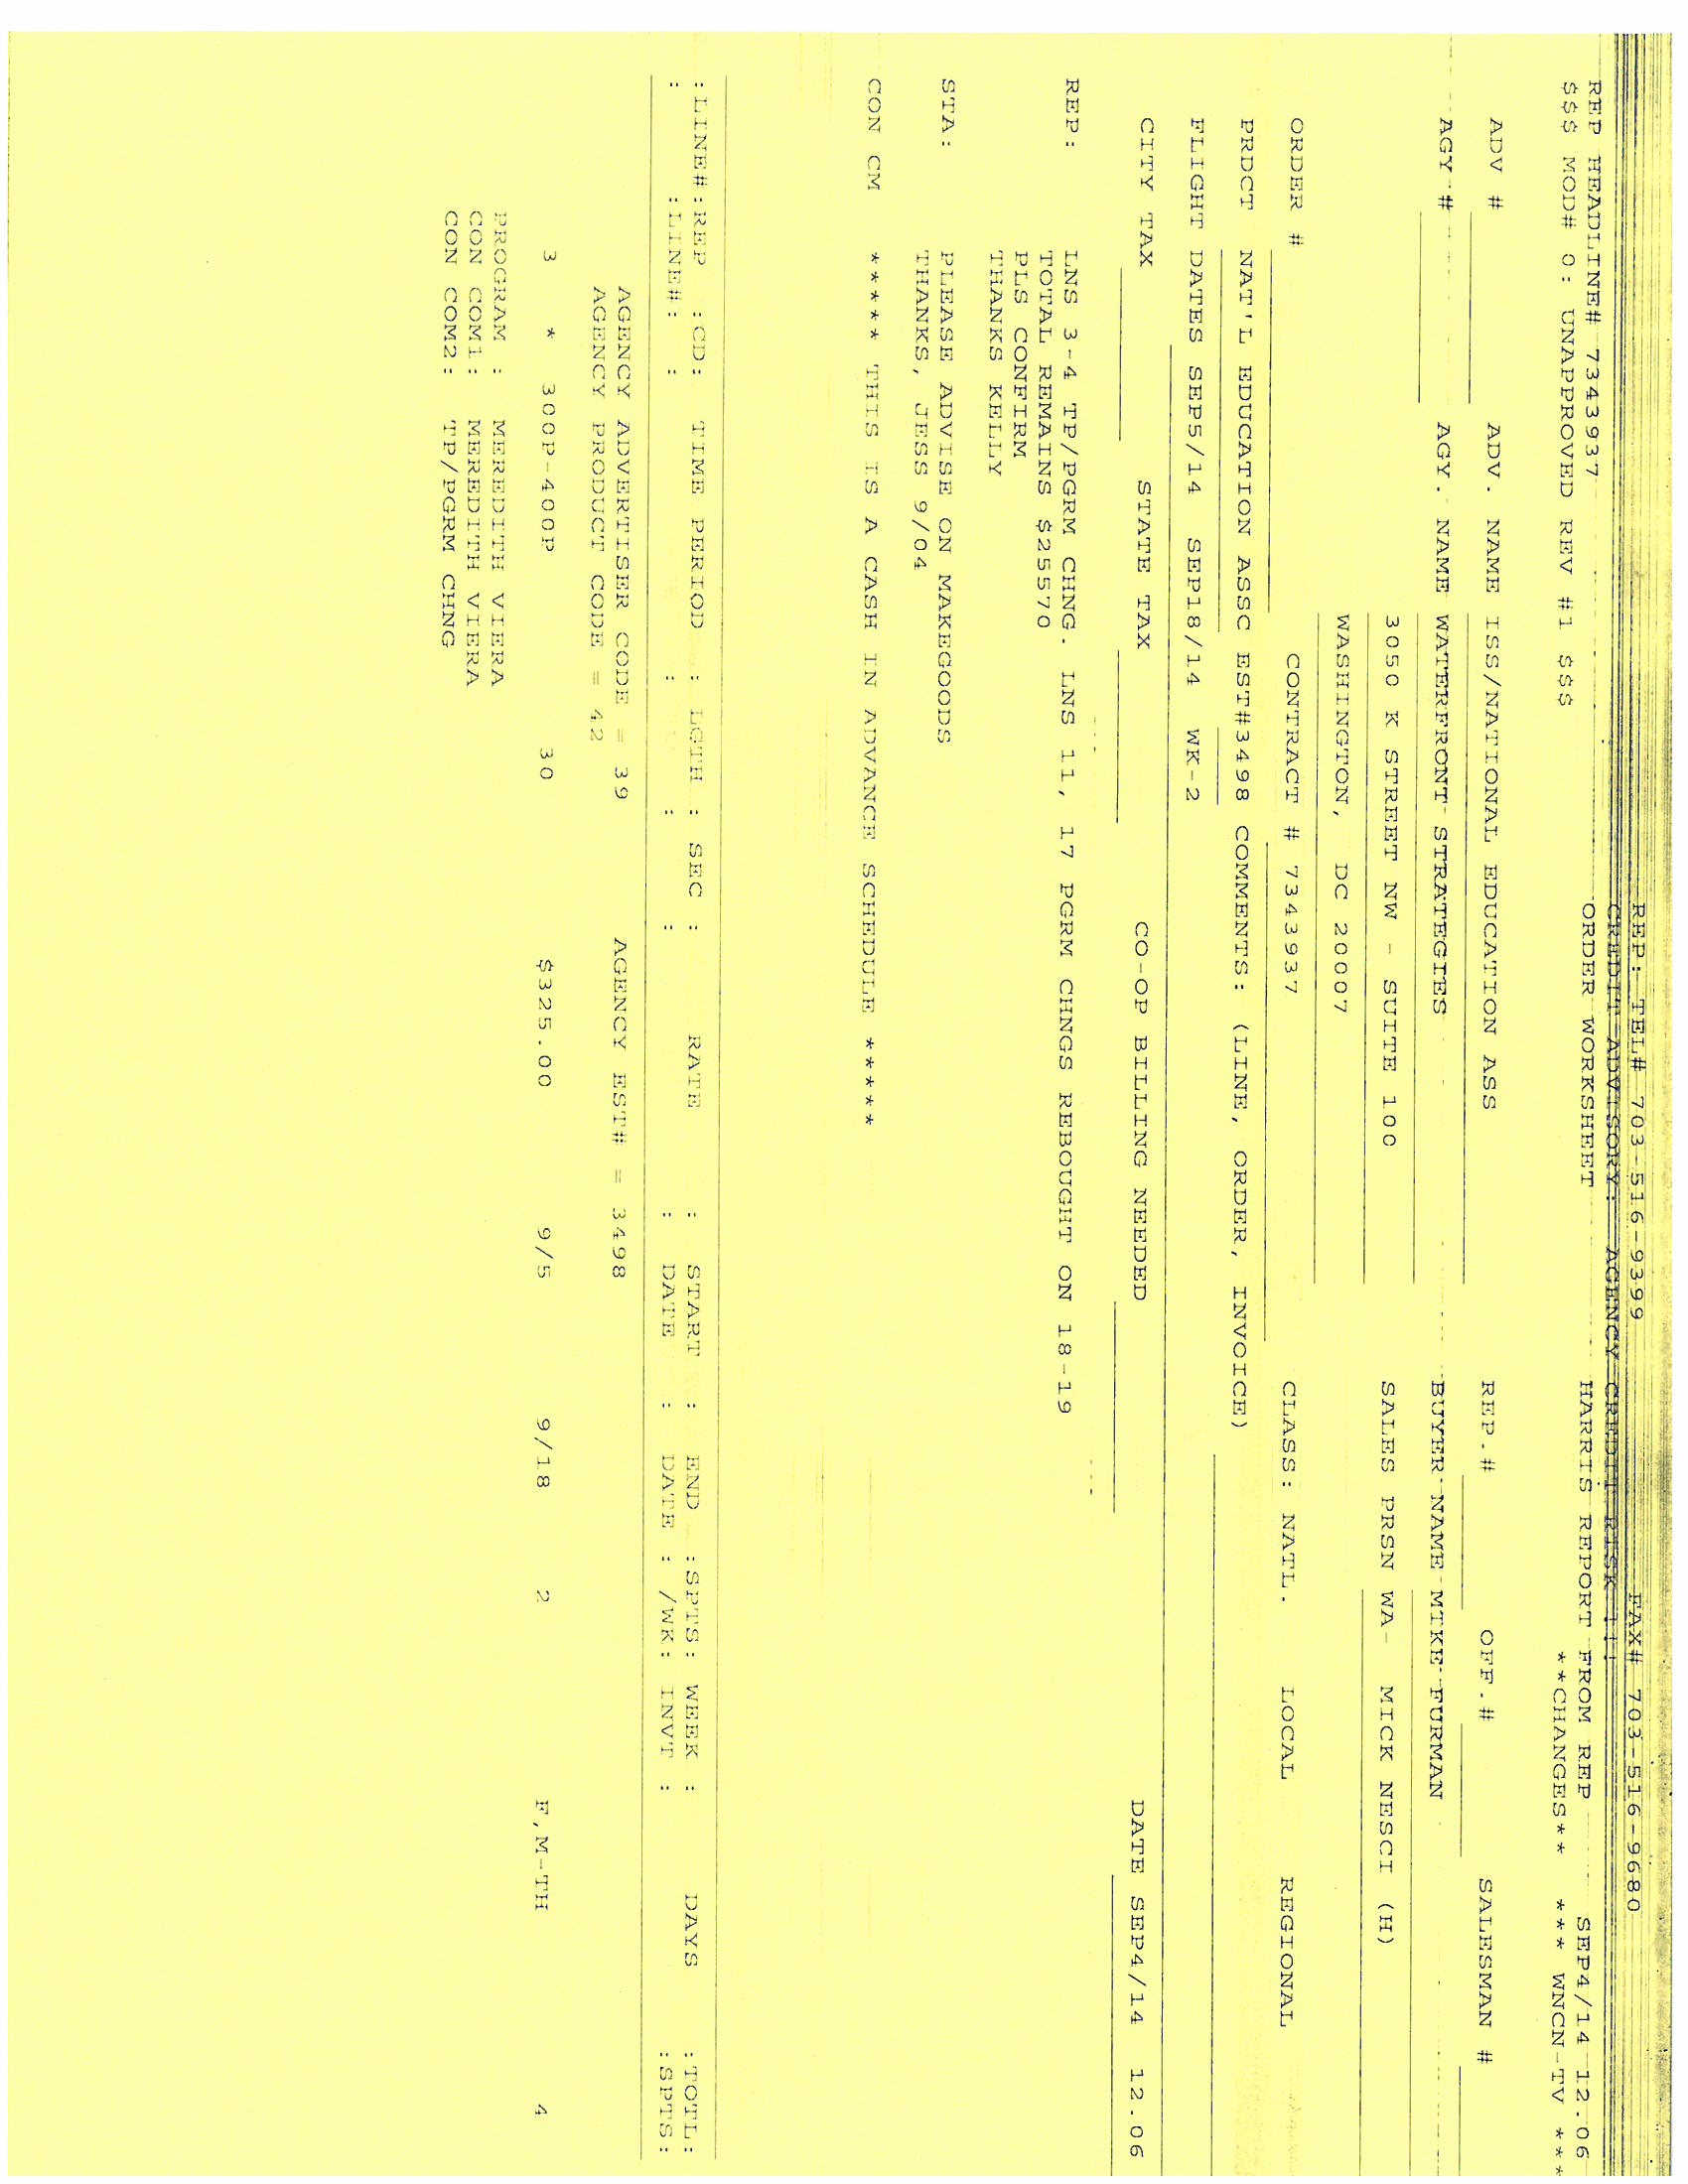 REP: TEL# 703-516-9399 FAX# 703-516-9680
CREDIT ADVISORY: AGENCY CREDIT RISK
ORDER WORKSHEET
REP HEADLINE# 7343937 HARRIS REPORT FROM REP SEP4/14 12.06
$$$ MOD# 0: UNAPPROVED REV #1 $$$ **CHANGES** *** WNCN-TV ***
ADV # ADV. NAME ISS/NATIONAL EDUCATION ASS REP.# OFF.# SALESMAN #
AGY # AGY. NAME WATERFRONT STRATEGIES BUYER NAME MIKE FURMAN
3050 K STREET NW - SUITE 100 SALES PRSN WA- MICK NESCI (H)
WASHINGTON, DC 20007
ORDER # CONTRACT # 7343937 CLASS: NATL. LOCAL REGIONAL
PRDCT NAT'L EDUCATION ASSC EST#3498 COMMENTS: (LINE, ORDER, INVOICE)
FLIGHT DATES SEP5/14 SEP18/14 WK-2
CITY TAX STATE TAX CO-OP BILLING NEEDED DATE SEP4/14 12.06
REP: LNS 3-4 TP/PGRM CHNG. LNS 11, 17 PGRM CHNGS REBOUGHT ON 18-19
TOTAL REMAINS $25570
PLS CONFIRM
THANKS KELLY
STA: PLEASE ADVISE ON MAKEGOODS
THANKS, JESS 9/04
CON CM ***** THIS IS A CASH IN ADVANCE SCHEDULE *****
:LINE#:REP :CD: TIME PERIOD : LGTH : SEC : RATE : START : END :SPTS: WEEK : DAYS :TOTL:
: :LINE#: : : : : : DATE : DATE : /WK: INVT : :SPTS:
AGENCY ADVERTISER CODE = 39 AGENCY EST# = 3498
AGENCY PRODUCT CODE = 42
3 * 300P-400P 30 $325.00 9/5 9/18 2 F,M-TH 4
PROGRAM : MEREDITH VIERA
CON COM1: MEREDITH VIERA
CON COM2: TP/PGRM CHNG